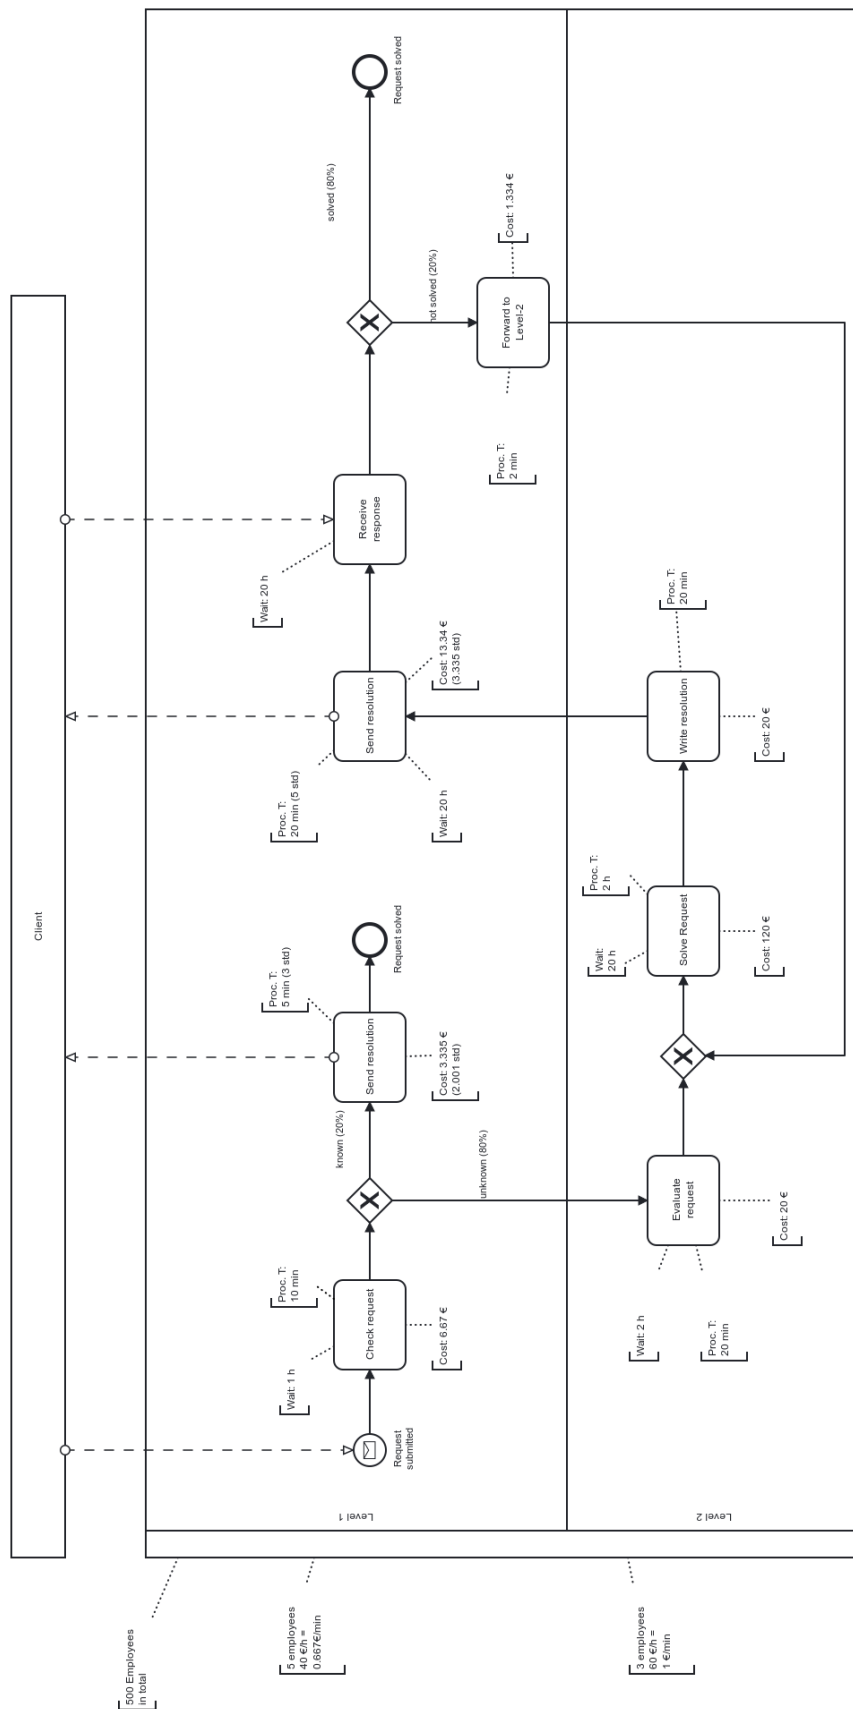 Client
500 Employees
in total
5 employees
40 €/h =
0.667€/min
3 employees
60 €/h =
1 €/min
Level 1
Level 2
Request
submitted
Wait: 1 h
Proc. T:
10 min
Check request
Cost: 6.67 €
known (20%)
unknown (80%)
Proc. T:
5 min (3 std)
Send resolution
Cost: 3.335 €
(2.001 std)
Request solved
Wait: 2 h
Proc. T:
20 min
Evaluate
request
Cost: 20 €
Wait:
20 h
Proc. T:
2 h
Solve Request
Cost: 120 €
Proc. T:
20 min
Write resolution
Cost: 20 €
Proc. T:
20 min (5 std)
Send resolution
Wait: 20 h
Cost: 13.34 €
(3.335 std)
Wait: 20 h
Receive
response
solved (80%)
not solved (20%)
Proc. T:
2 min
Forward to
Level-2
Cost: 1.334 €
Request solved
X
X
X